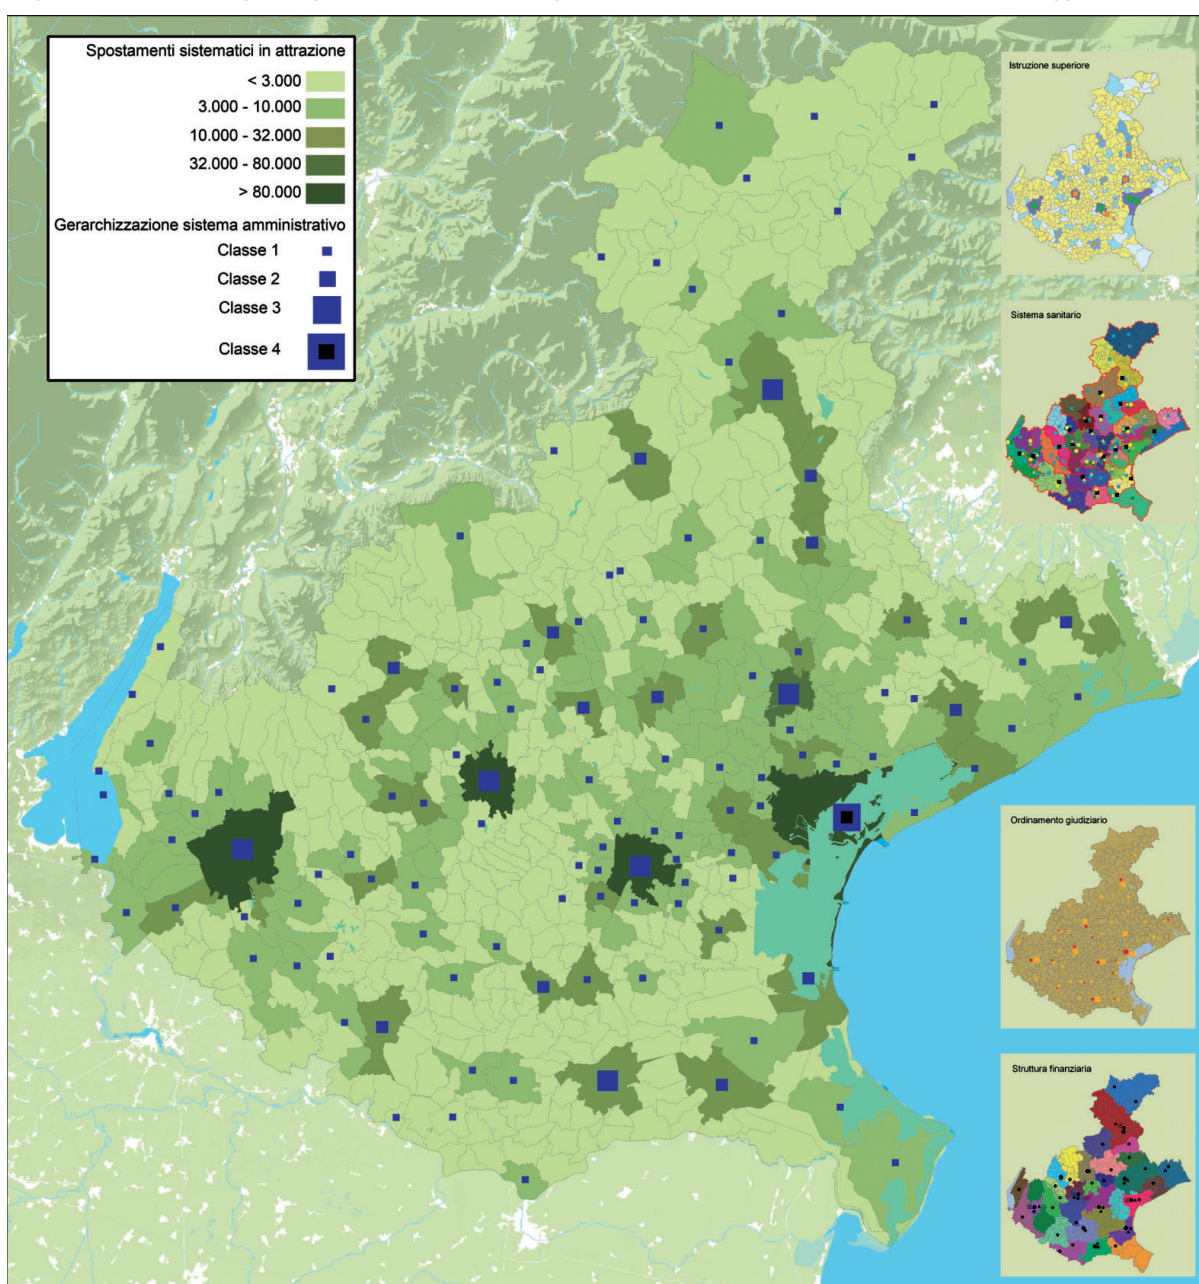 Spostamenti sistematici in attrazione
< 3.000
3.000 - 10.000
10.000 - 32.000
32.000 - 80.000
> 80.000
Gerarchizzazione sistema amministrativo
Classe 1
Classe 2
Classe 3
Classe 4
Istruzione superiore
Sistema sanitario
Ordinamento giudiziario
Struttura finanziaria